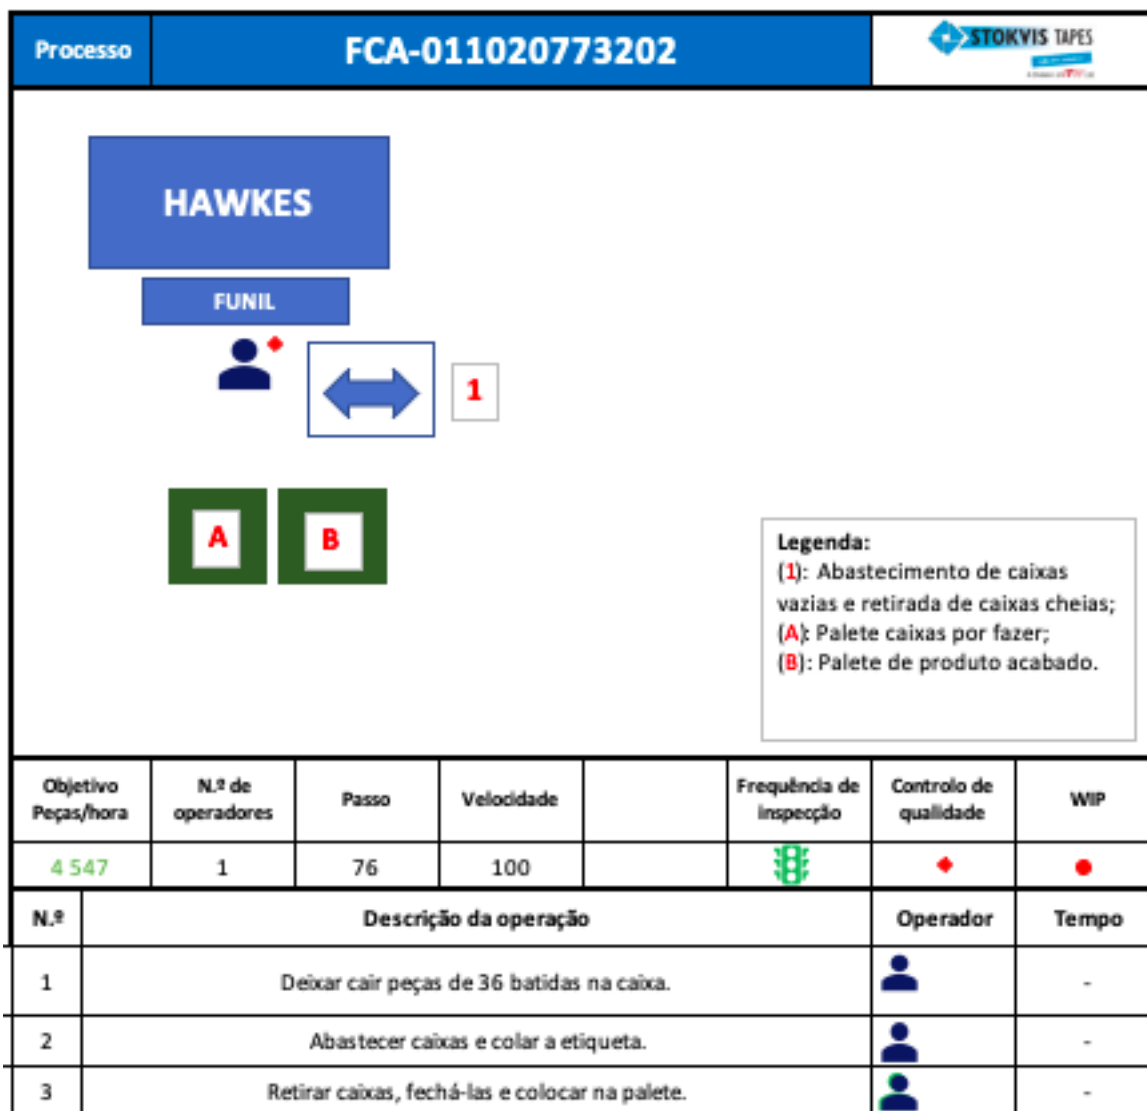 Processo
FCA-011020773202
STOKVIS TAPES
HAWKES
FUNIL
1
A
B
Legenda:
(1): Abastecimento de caixas
vazias e retirada de caixas cheias;
(A): Palete caixas por fazer;
(B): Palete de produto acabado.
Objetivo
Peças/hora
N.º de
operadores
Passo
Velocidade
Frequência de
inspecção
Controlo de
qualidade
WIP
4 547
1
76
100
N.º
Descrição da operação
Operador
Tempo
1
Deixar cair peças de 36 batidas na caixa.
-
2
Abastecer caixas e colar a etiqueta.
-
3
Retirar caixas, fechá-las e colocar na palete.
-